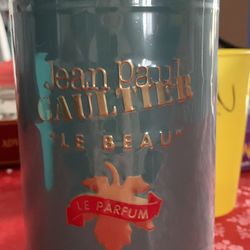 Jean Paul
GAULTIER
"LE BEAU"
LE PARFUM